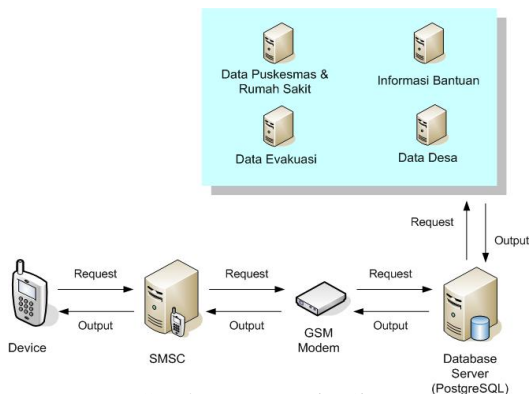 Data Puskesmas &
Rumah Sakit
Informasi Bantuan
Data Evakuasi
Data Desa
Request
Output
Request
Request
Request
Output
Output
Output
Device
SMSC
GSM
Modem
Database
Server
(PostgreSQL)